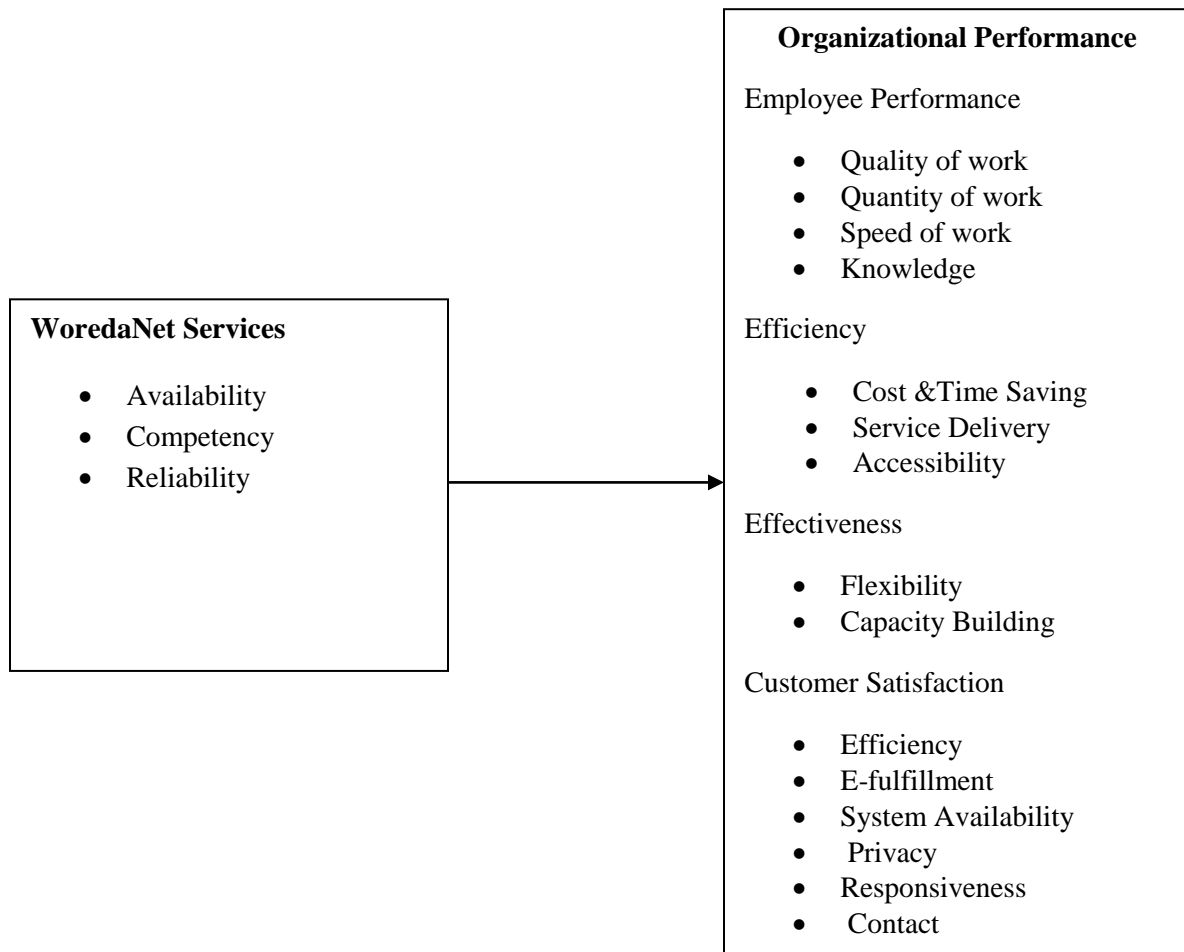 Organizational Performance
Employee Performance
• Quality of work
• Quantity of work
• Speed of work
• Knowledge
Efficiency
• Cost &Time Saving
• Service Delivery
• Accessibility
Effectiveness
• Flexibility
• Capacity Building
Customer Satisfaction
• Efficiency
• E-fulfillment
• System Availability
• Privacy
• Responsiveness
• Contact
WoredaNet Services
• Availability
• Competency
• Reliability